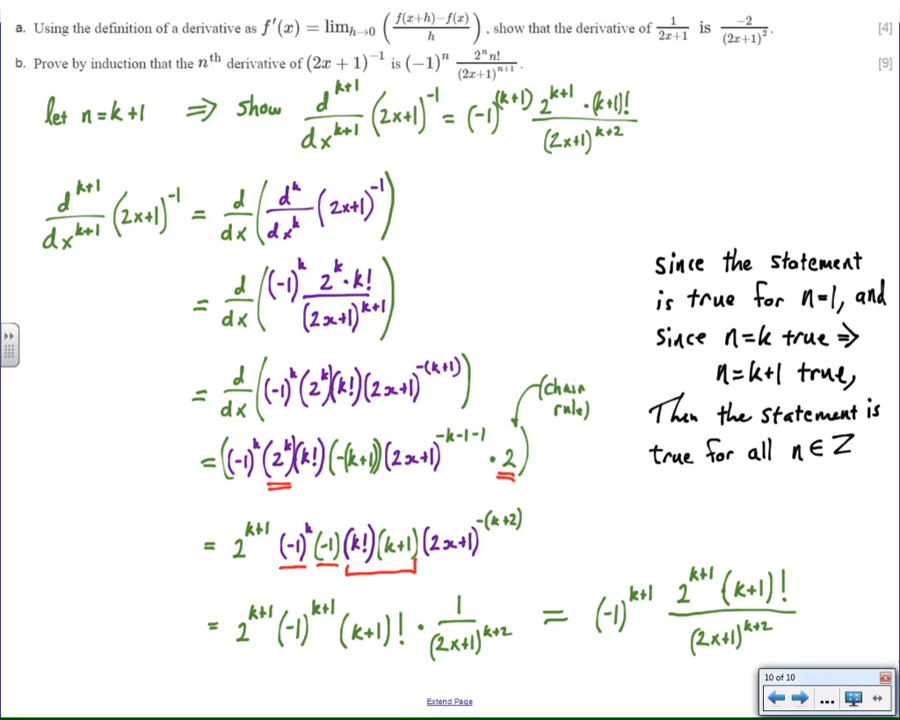 a. Using the definition of a derivative as f′(x) = lim_{h→0} ( (f(x+h)−f(x))/h ) , show that the derivative of 1/(2x+1) is −2/(2x+1)². [4]
b. Prove by induction that the n^{th} derivative of (2x + 1)^{−1} is (−1)^n 2^n n!/(2x+1)^{n+1}. [9]
let n=k+1 ⇒ show d^{k+1}/dx^{k+1} (2x+1)^{-1} = (-1)^{(k+1)} 2^{k+1} · (k+1)!/(2x+1)^{k+2}
d^{k+1}/dx^{k+1} (2x+1)^{-1} = d/dx ( d^k/dx^k (2x+1)^{-1} )
= d/dx ( (-1)^k 2^k · k!/(2x+1)^{k+1} )
= d/dx ( (-1)^k (2^k)(k!)(2x+1)^{-(k+1)} )
(chain
rule)
= ( (-1)^k (2^k)(k!)(-(k+1))(2x+1)^{-k-1-1} · 2 )
= 2^{k+1} (-1)^k (-1)(k!)(k+1)(2x+1)^{-(k+2)}
= 2^{k+1} (-1)^{k+1} (k+1)! · 1/(2x+1)^{k+2} = (-1)^{k+1} 2^{k+1} (k+1)!/(2x+1)^{k+2}
since the statement
is true for n=1, and
since n=k true ⇒
n=k+1 true,
Then the statement is
true for all n∈Z
10 of 10
...
Extend Page